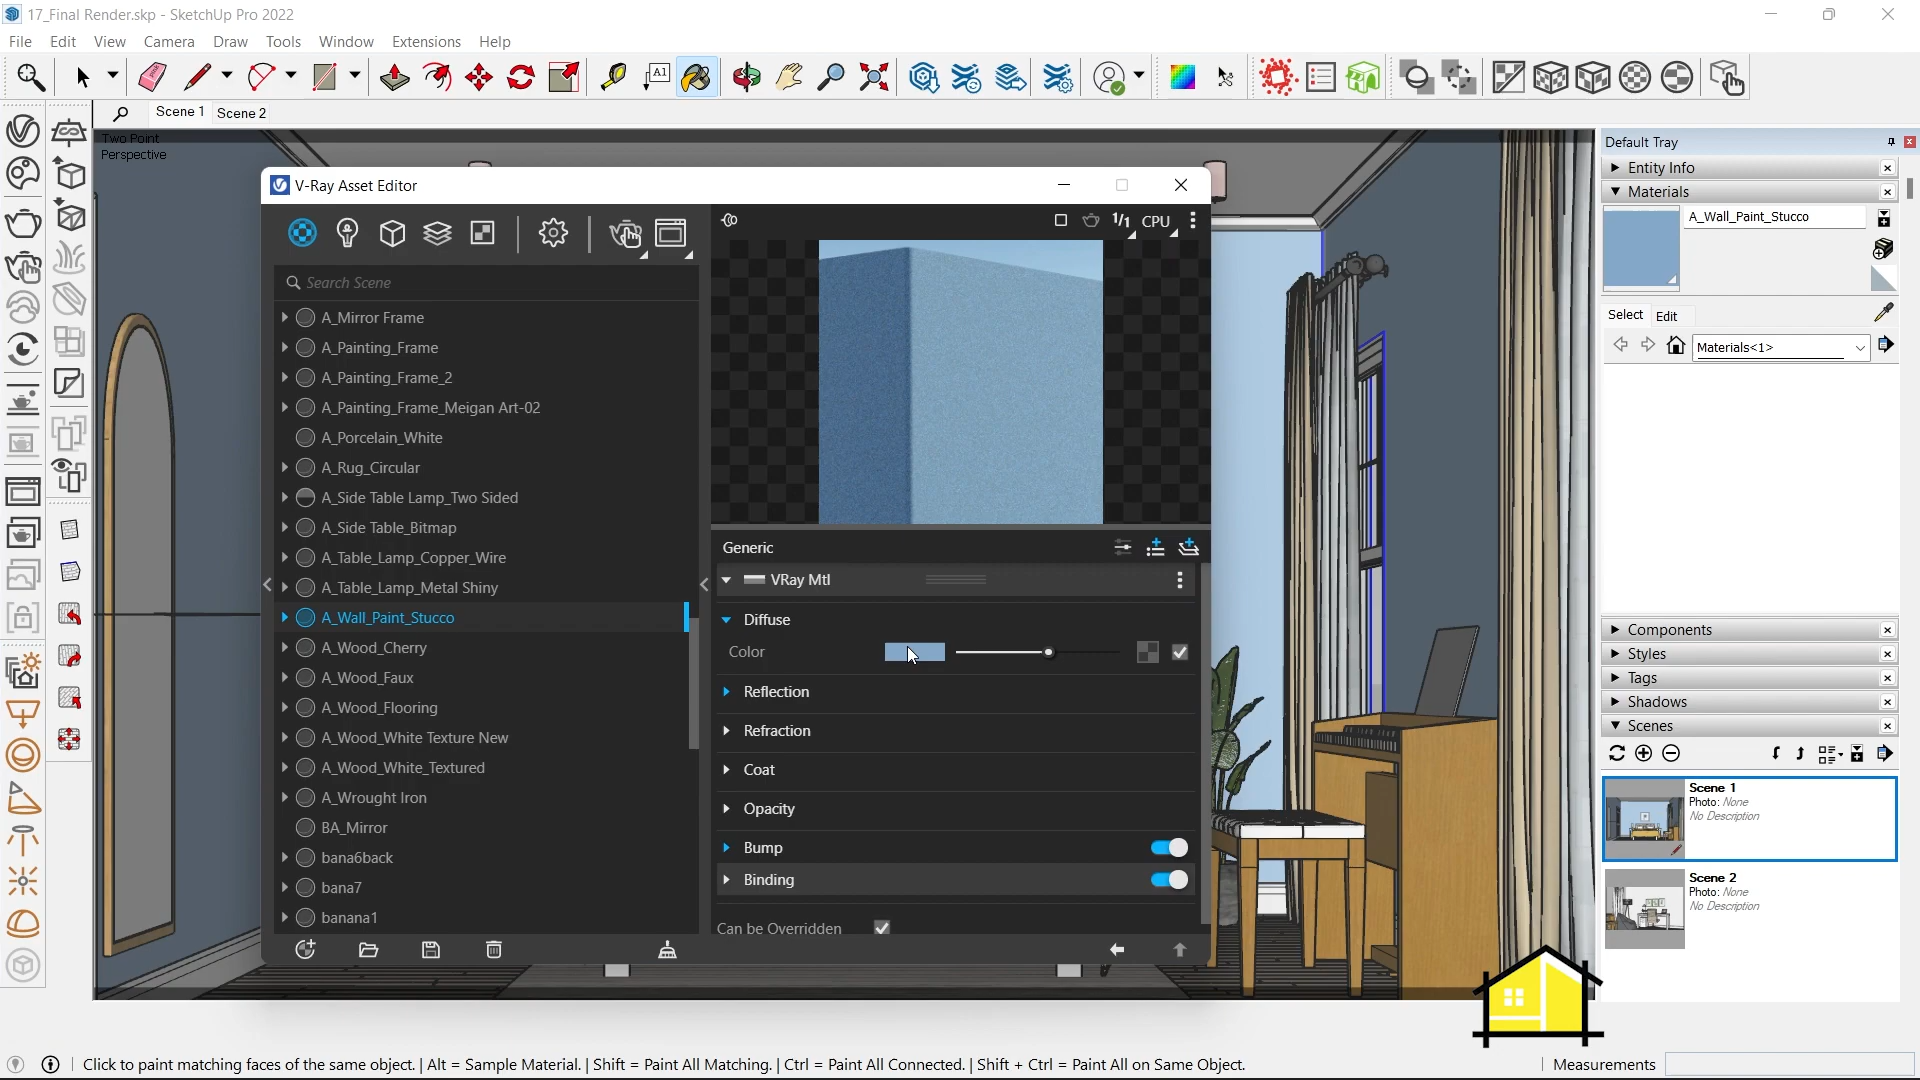 17_Final Render.skp - SketchUp Pro 2022
File Edit View Camera Draw Tools Window Extensions Help
A1
Scene 1 Scene 2
Two Point
Perspective
V-Ray Asset Editor
1/1 CPU
Search Scene
A_Mirror Frame
A_Painting_Frame
A_Painting_Frame_2
A_Painting_Frame_Meigan Art-02
A_Porcelain_White
A_Rug_Circular
A_Side Table Lamp_Two Sided
A_Side Table_Bitmap
A_Table_Lamp_Copper_Wire
A_Table_Lamp_Metal Shiny
A_Wall_Paint_Stucco
A_Wood_Cherry
A_Wood_Faux
A_Wood_Flooring
A_Wood_White Texture New
A_Wood_White_Textured
A_Wrought Iron
BA_Mirror
bana6back
bana7
banana1
Generic
VRay Mtl
Diffuse
Color
Reflection
Refraction
Coat
Opacity
Bump
Binding
Can be Overridden
Default Tray
Entity Info
Materials
A_Wall_Paint_Stucco
Select Edit
Materials<1>
Components
Styles
Tags
Shadows
Scenes
Scene 1
Photo: None
No Description
Scene 2
Photo: None
No Description
Click to paint matching faces of the same object. | Alt = Sample Material. | Shift = Paint All Matching. | Ctrl = Paint All Connected. | Shift + Ctrl = Paint All on Same Object.
Measurements